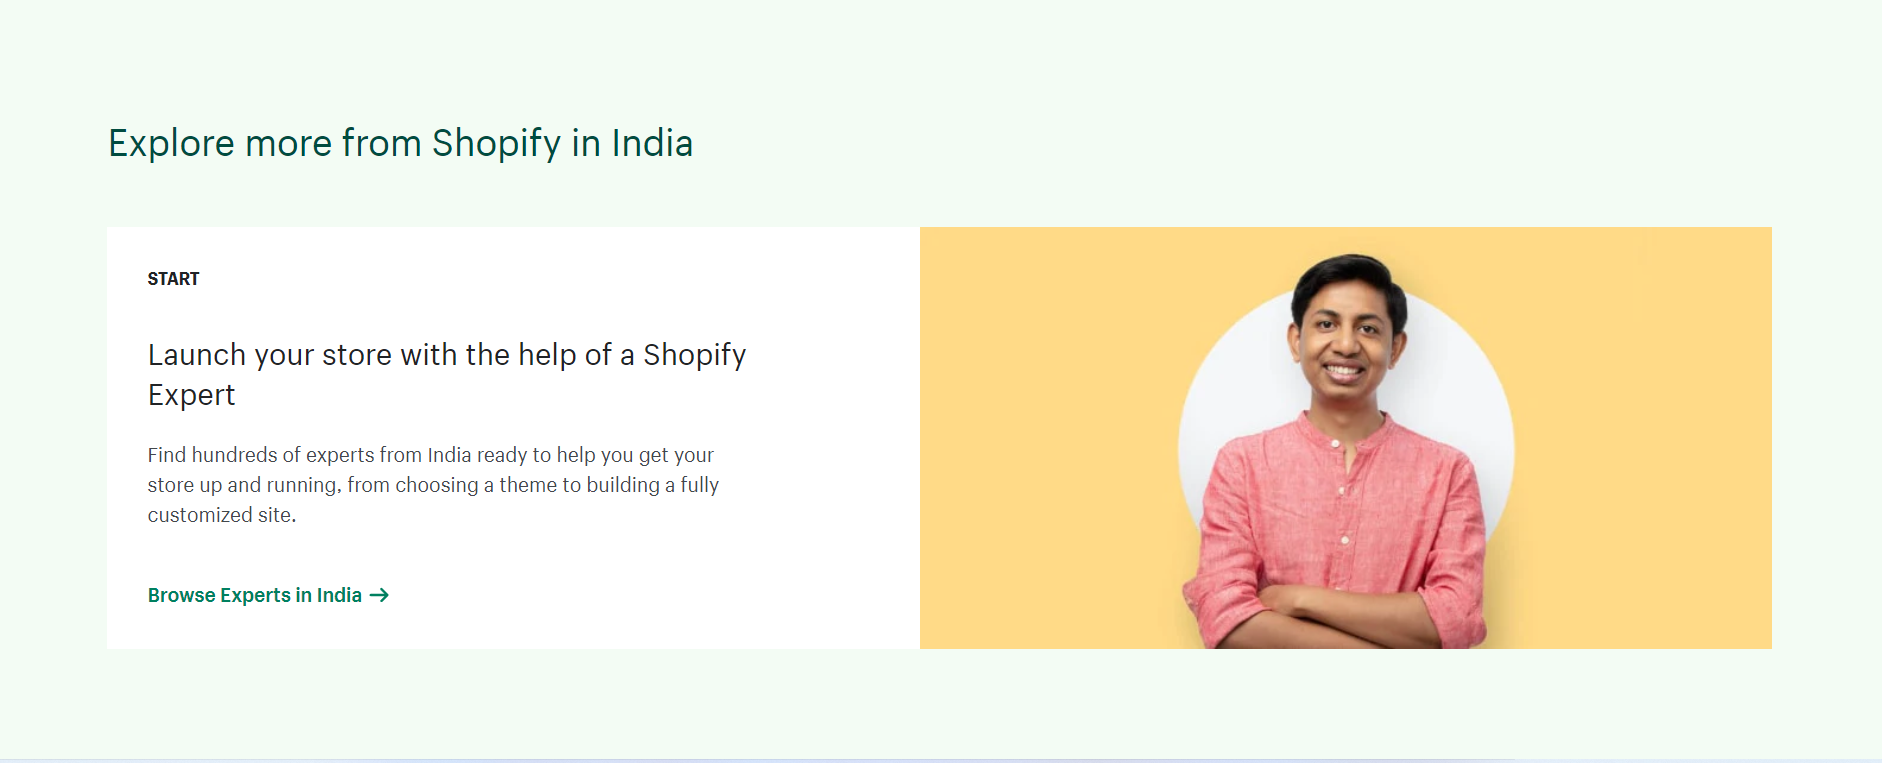 Explore more from Shopify in India
START
Launch your store with the help of a Shopify
Expert
Find hundreds of experts from India ready to help you get your
store up and running, from choosing a theme to building a fully
customized site.
Browse Experts in India →